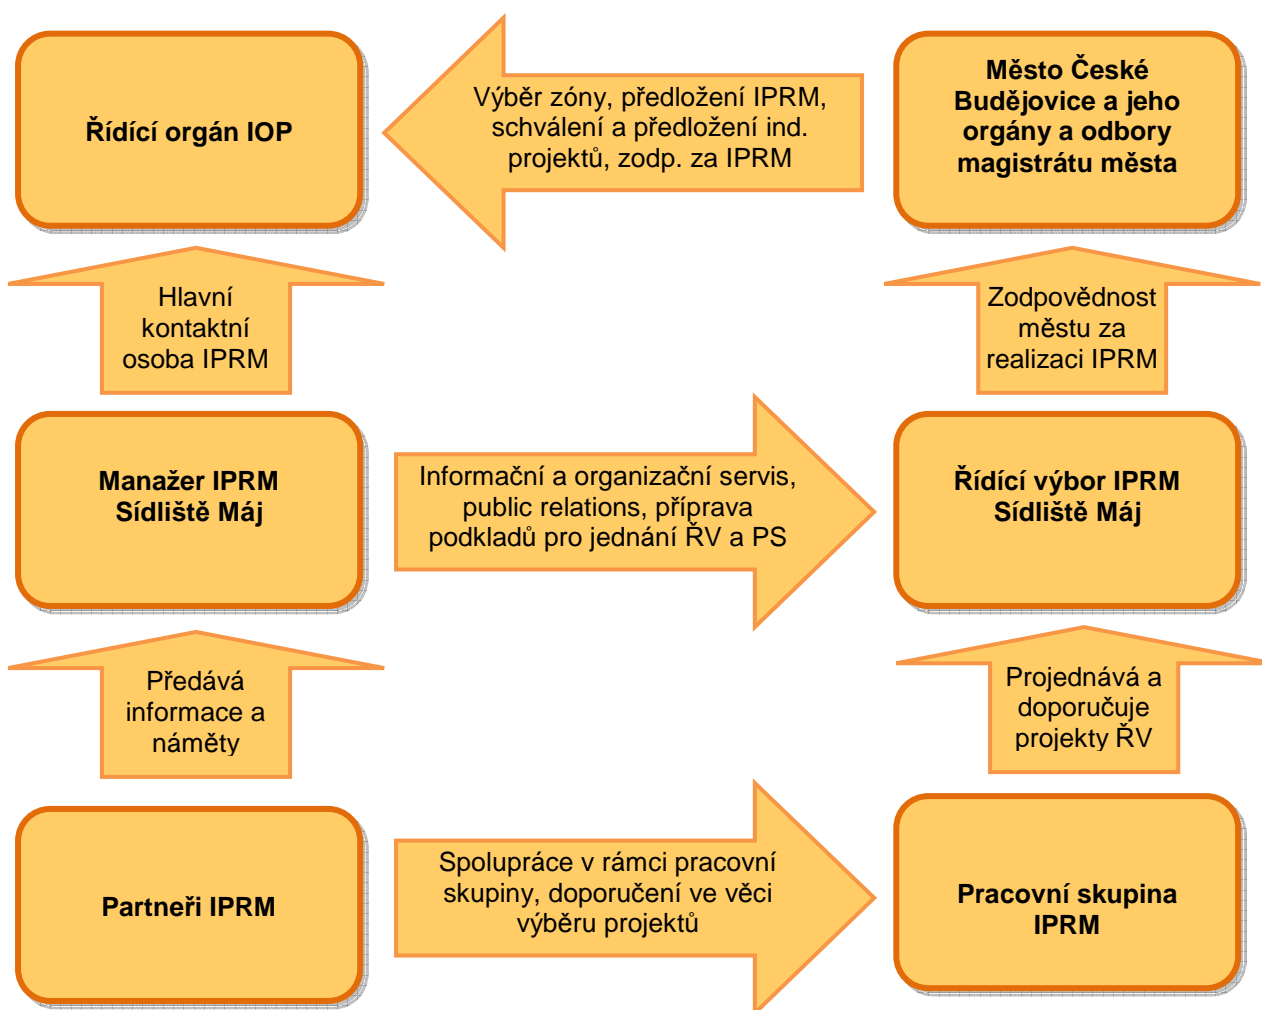 Řídící orgán IOP
Výběr zóny, předložení IPRM,
schválení a předložení ind.
projektů, zodp. za IPRM
Město České
Budějovice a jeho
orgány a odbory
magistrátu města
Hlavní
kontaktní
osoba IPRM
Zodpovědnost
městu za
realizaci IPRM
Manažer IPRM
Sídliště Máj
Informační a organizační servis,
public relations, příprava
podkladů pro jednání ŘV a PS
Řídící výbor IPRM
Sídliště Máj
Předává
informace a
náměty
Projednává a
doporučuje
projekty ŘV
Partneři IPRM
Spolupráce v rámci pracovní
skupiny, doporučení ve věci
výběru projektů
Pracovní skupina
IPRM